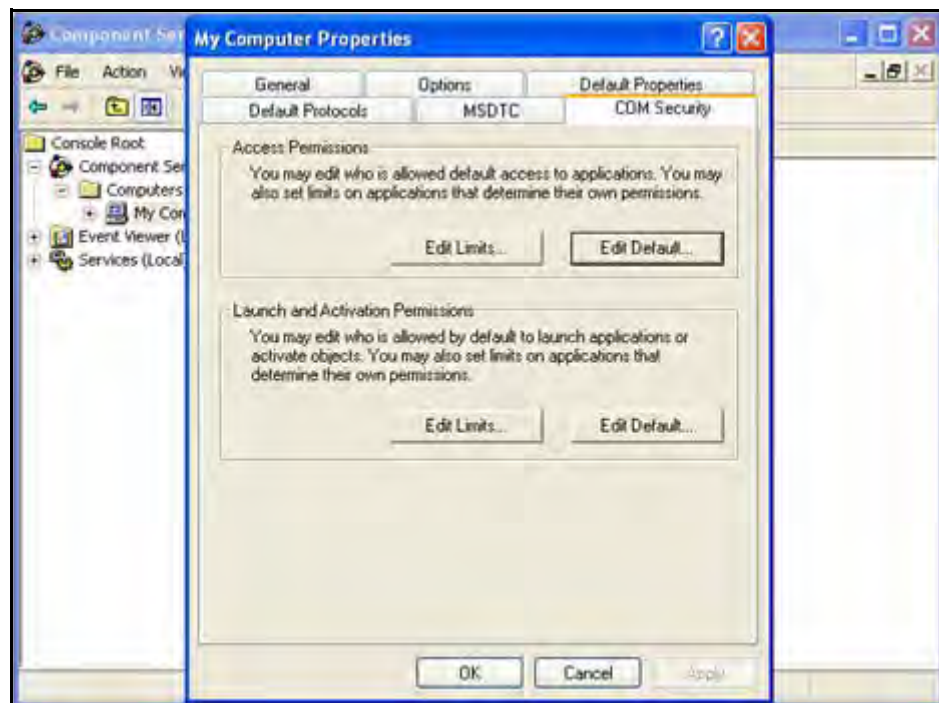 Component Ser
My Computer Properties
File Action Vi
General Options Default Properties
Default Protocols MSDTC COM Security
Console Root
Component Ser
Computers
My Com
Event Viewer (L
Services (Local
Access Permissions
You may edit who is allowed default access to applications. You may
also set limits on applications that determine their own permissions.
Edit Limits... Edit Default...
Launch and Activation Permissions
You may edit who is allowed by default to launch applications or
activate objects. You may also set limits on applications that
determine their own permissions.
Edit Limits... Edit Default...
OK Cancel Apply